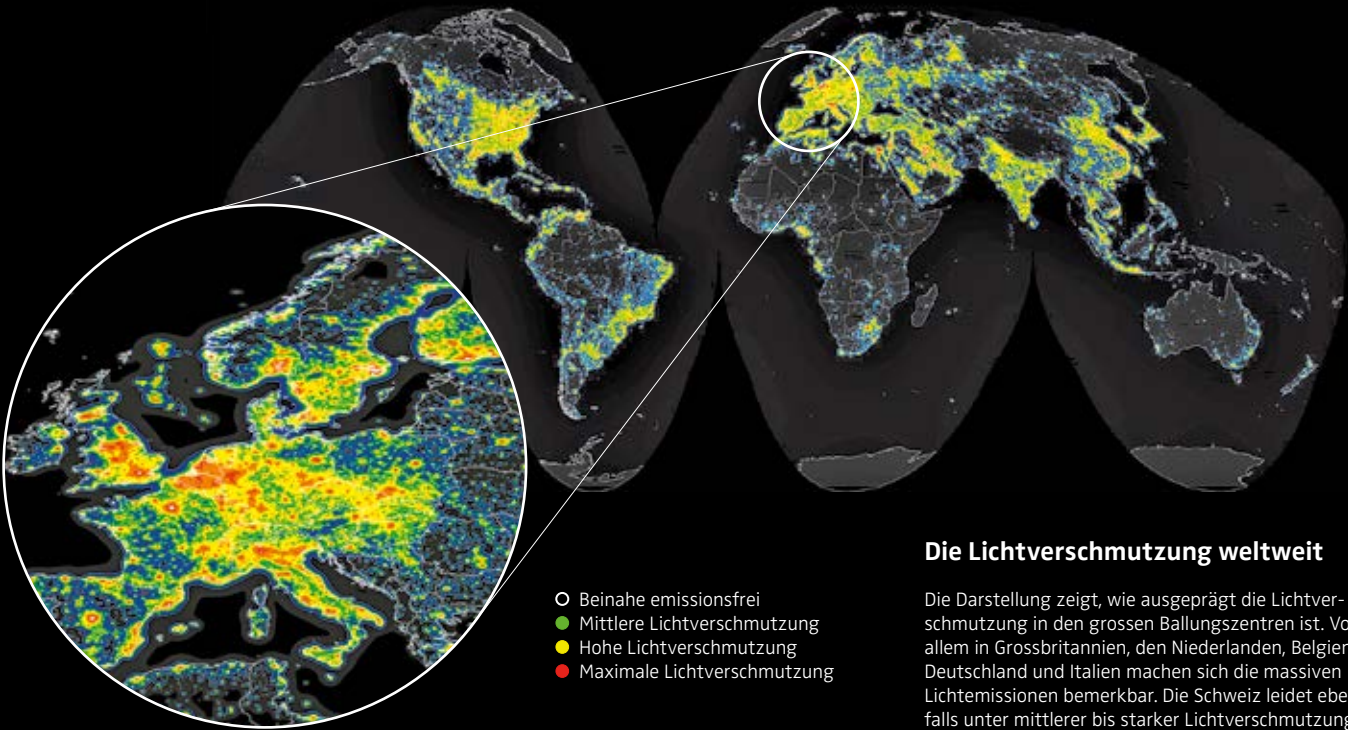 Die Lichtverschmutzung weltweit
Die Darstellung zeigt, wie ausgeprägt die Lichtver-
schmutzung in den grossen Ballungszentren ist. Vo
allem in Grossbritannien, den Niederlanden, Belgien
Deutschland und Italien machen sich die massiven
Lichtemissionen bemerkbar. Die Schweiz leidet ebe
falls unter mittlerer bis starker Lichtverschmutzung
Beinahe emissionsfrei
Mittlere Lichtverschmutzung
Hohe Lichtverschmutzung
Maximale Lichtverschmutzung